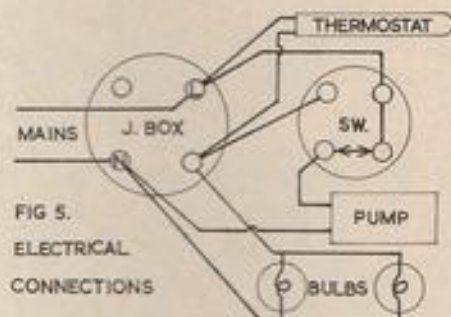 THERMOSTAT
MAINS
J. BOX
SW.
FIG 5.
PUMP
ELECTRICAL
CONNECTIONS
BULBS